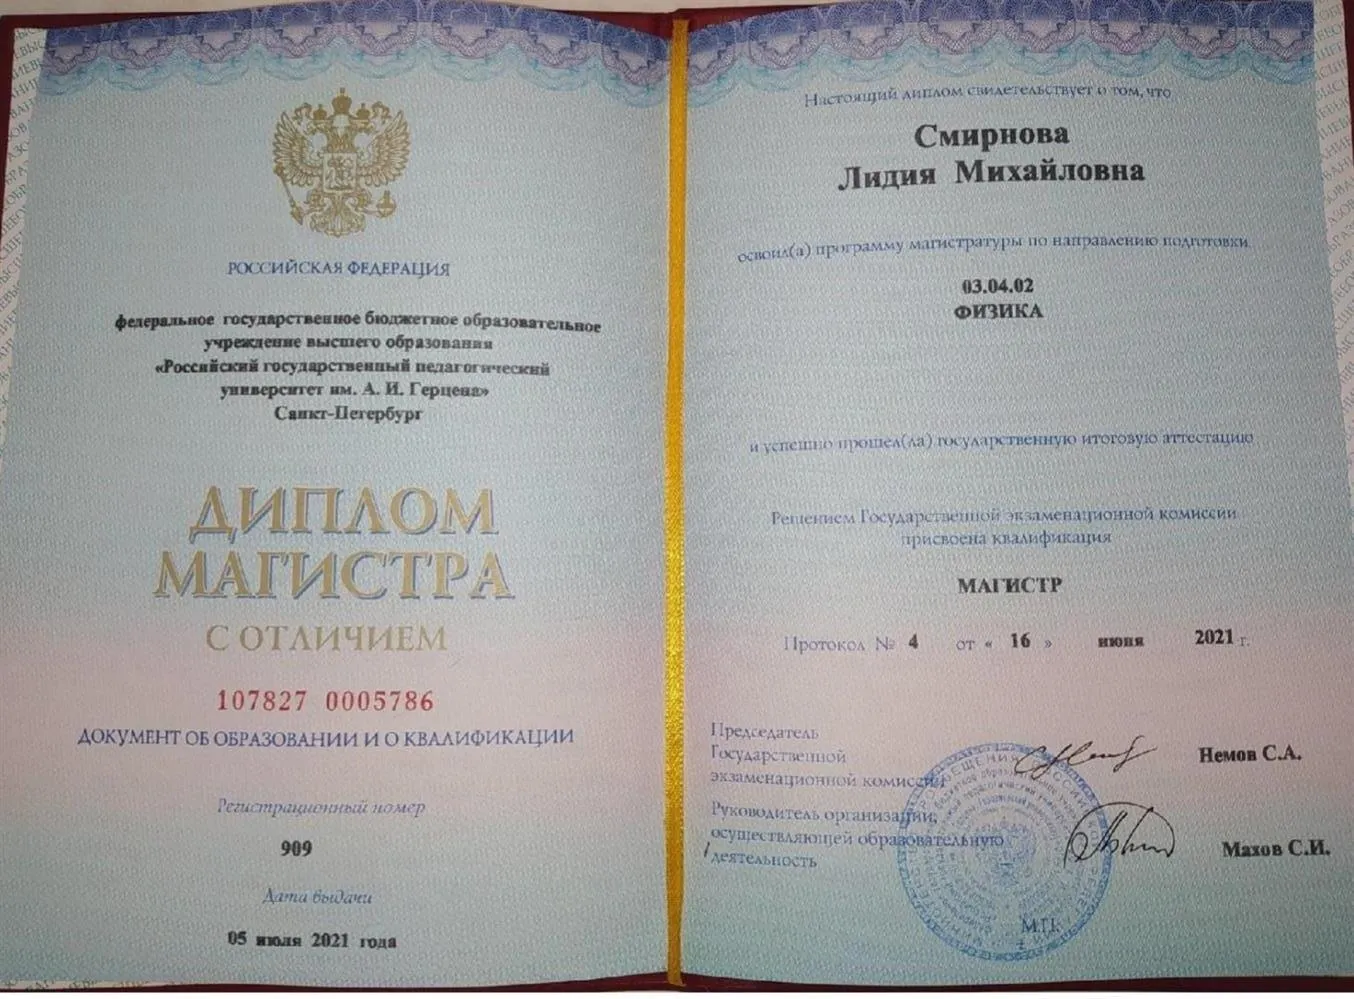 РОССИЙСКАЯ ФЕДЕРАЦИЯ
федеральное государственное бюджетное образовательное
учреждение высшего образования
«Российский государственный педагогический
университет им. А. И. Герцена»
Санкт-Петербург
ДИПЛОМ
МАГИСТРА
С ОТЛИЧИЕМ
107827 0005786
ДОКУМЕНТ ОБ ОБРАЗОВАНИИ И О КВАЛИФИКАЦИИ
Регистрационный номер
909
Дата выдачи
05 июля 2021 года
Настоящий диплом свидетельствует о том, что
Смирнова
Лидия Михайловна
освоил(а) программу магистратуры по направлению подготовки
03.04.02
ФИЗИКА
и успешно прошел(ла) государственную итоговую аттестацию
Решением Государственной экзаменационной комиссии
присвоена квалификация
МАГИСТР
Протокол № 4 от « 16 » июня 2021 г.
Председатель
Государственной
экзаменационной комиссии
Немов С.А.
Руководитель организации,
осуществляющей образовательную
деятельность
Махов С.И.
М.П.